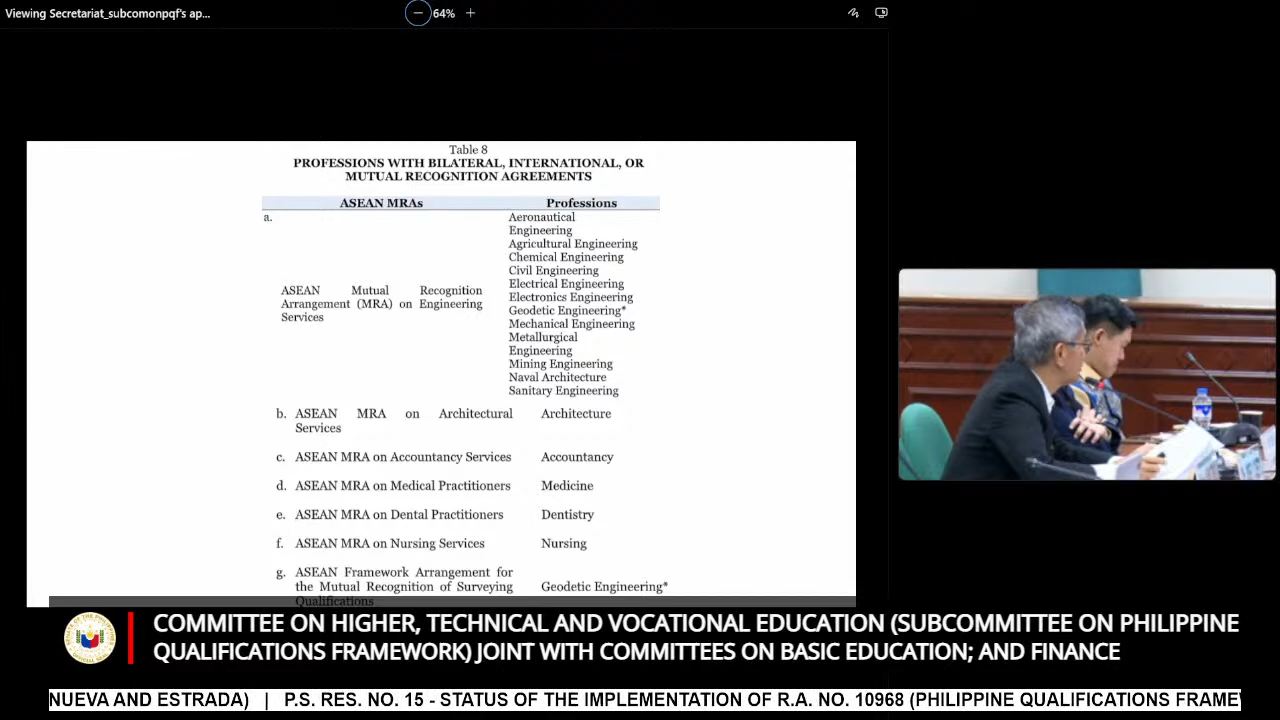 Viewing Secretariat_subcomonpqf's ap...
64%
Table 8
PROFESSIONS WITH BILATERAL, INTERNATIONAL, OR
MUTUAL RECOGNITION AGREEMENTS
ASEAN MRAs Professions
a.
ASEAN Mutual Recognition
Arrangement (MRA) on Engineering
Services
Aeronautical
Engineering
Agricultural Engineering
Chemical Engineering
Civil Engineering
Electrical Engineering
Electronics Engineering
Geodetic Engineering*
Mechanical Engineering
Metallurgical
Engineering
Mining Engineering
Naval Architecture
Sanitary Engineering
b. ASEAN MRA on Architectural
Services
Architecture
c. ASEAN MRA on Accountancy Services Accountancy
d. ASEAN MRA on Medical Practitioners Medicine
e. ASEAN MRA on Dental Practitioners Dentistry
f. ASEAN MRA on Nursing Services Nursing
g. ASEAN Framework Arrangement for
the Mutual Recognition of Surveying
Qualifications
Geodetic Engineering*
COMMITTEE ON HIGHER, TECHNICAL AND VOCATIONAL EDUCATION (SUBCOMMITTEE ON PHILIPPINE
QUALIFICATIONS FRAMEWORK) JOINT WITH COMMITTEES ON BASIC EDUCATION; AND FINANCE
NUEVA AND ESTRADA) | P.S. RES. NO. 15 - STATUS OF THE IMPLEMENTATION OF R.A. NO. 10968 (PHILIPPINE QUALIFICATIONS FRAME